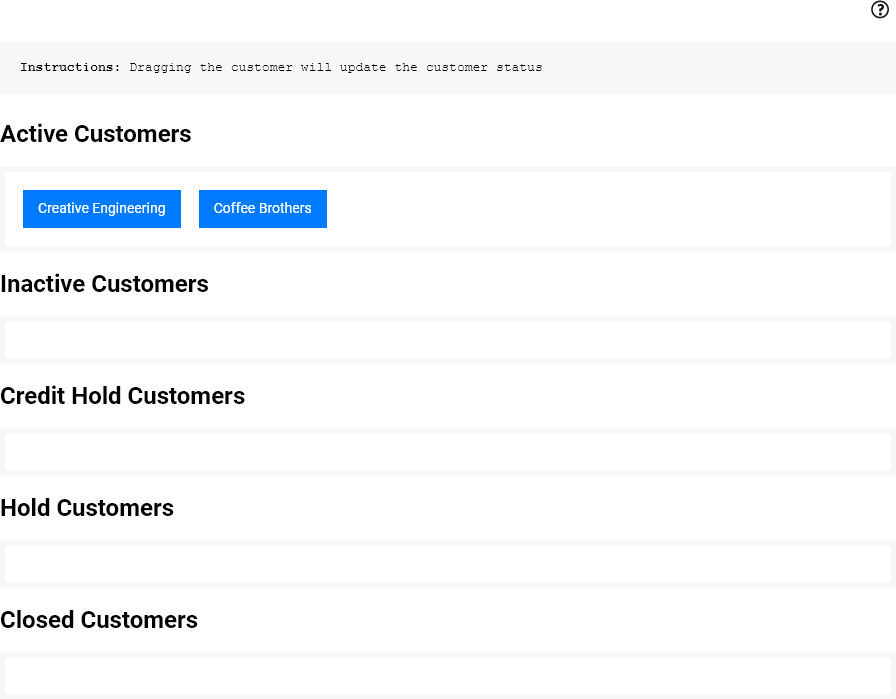 Instructions: Dragging the customer will update the customer status
Active Customers
Creative Engineering Coffee Brothers
Inactive Customers
Credit Hold Customers
Hold Customers
Closed Customers